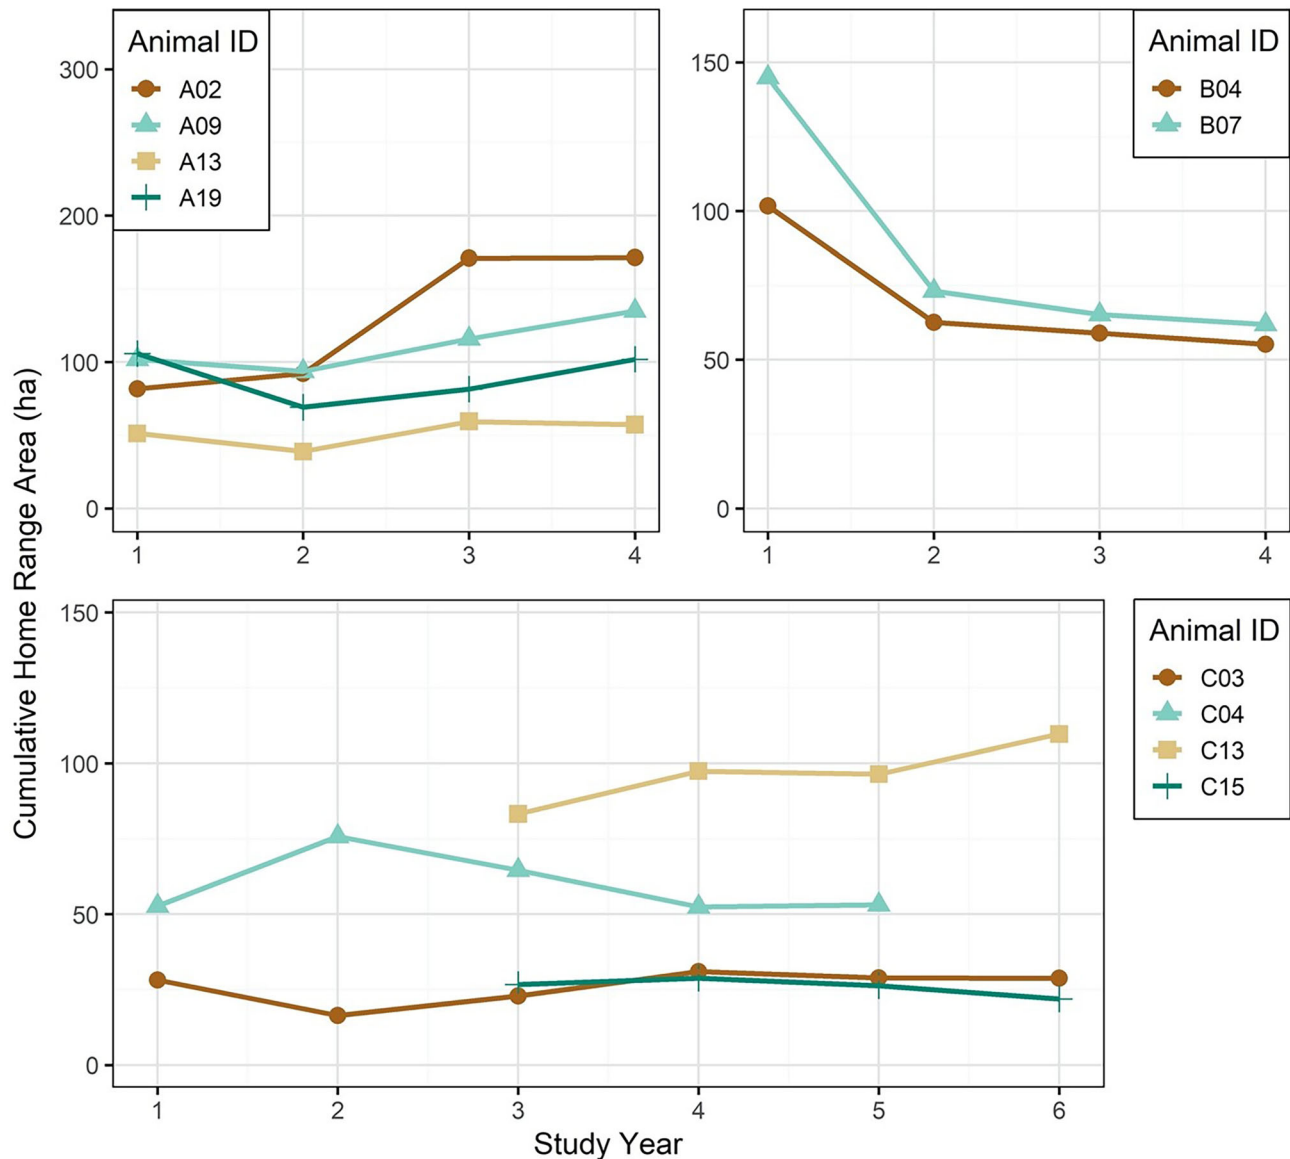 Cumulative Home Range Area (ha)
Animal ID
A02
A09
A13
A19
300
200
100
0
1 2 3 4
Animal ID
B04
B07
150
100
50
0
1 2 3 4
150
100
50
0
1 2 3 4 5 6
Animal ID
C03
C04
C13
C15
Study Year